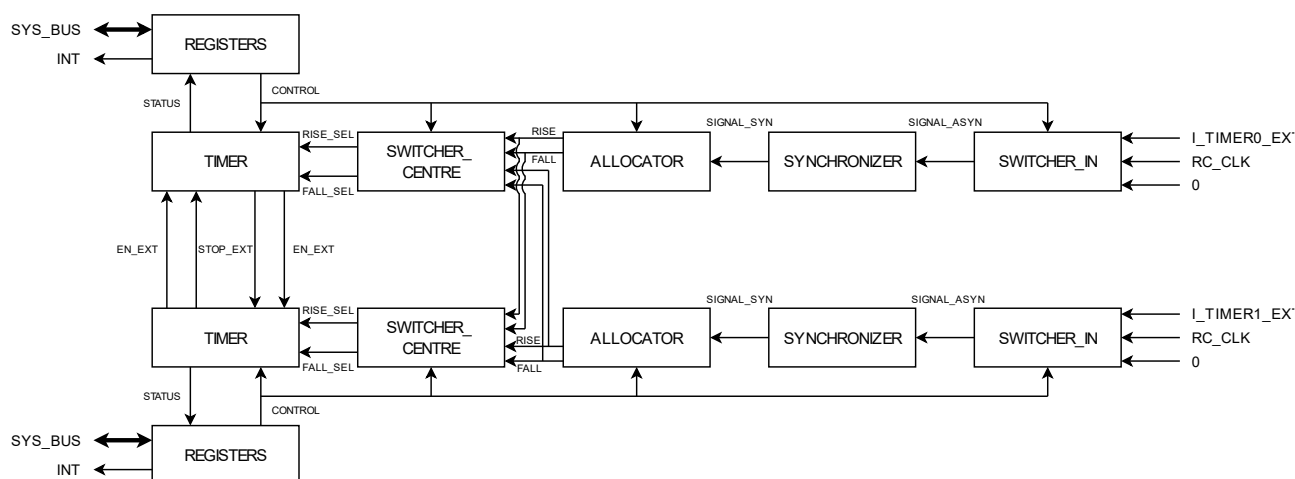 SYS_BUS
REGISTERS
INT
CONTROL
STATUS
SIGNAL_SYN
SIGNAL_ASYN
RISE_SEL
RISE
I_TIMER0_EXT
TIMER
SWITCHER_
CENTRE
FALL
ALLOCATOR
SYNCHRONIZER
SWITCHER_IN
RC_CLK
FALL_SEL
0
EN_EXT
STOP_EXT
EN_EXT
SIGNAL_SYN
SIGNAL_ASYN
RISE_SEL
I_TIMER1_EXT
TIMER
SWITCHER_
CENTRE
RISE
ALLOCATOR
SYNCHRONIZER
SWITCHER_IN
RC_CLK
FALL_SEL
FALL
0
STATUS
CONTROL
SYS_BUS
REGISTERS
INT